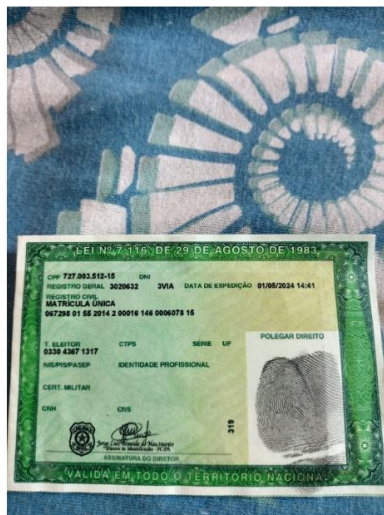 LEI Nº 7.116, DE 29 DE AGOSTO DE 1983
CPF 727.003.512-15 DNI
REGISTRO GERAL 3020632 3VIA DATA DE EXPEDIÇÃO 01/05/2024 14:41
REGISTRO CIVIL
MATRÍCULA ÚNICA
067298 01 55 2014 2 00016 146 0006078 15
T. ELEITOR CTPS SÉRIE UF POLEGAR DIREITO
0330 4367 1317
NIS/PIS/PASEP IDENTIDADE PROFISSIONAL
CERT. MILITAR
CNH CNS
319
ASSINATURA DO DIRETOR
VÁLIDA EM TODO O TERRITÓRIO NACIONAL